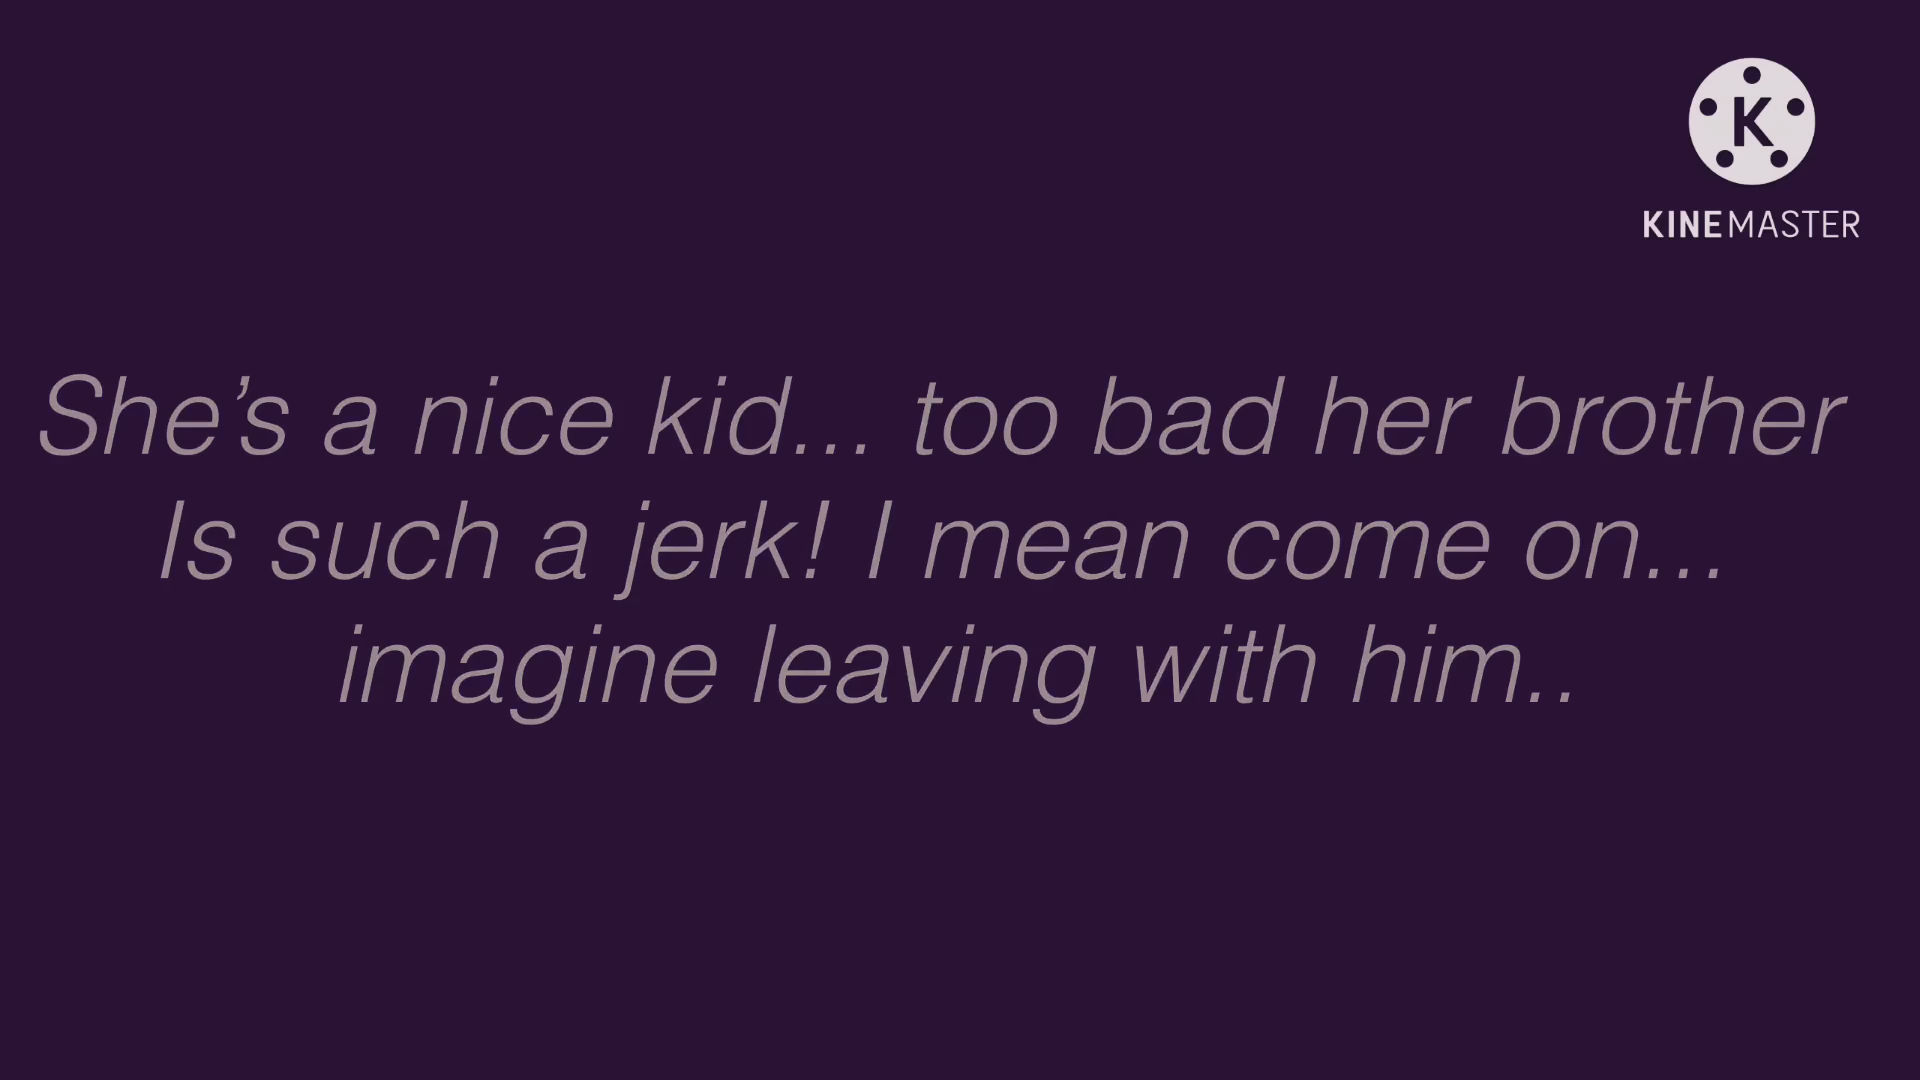 K
KINEMASTER
She's a nice kid... too bad her brother
Is such a jerk! I mean come on...
imagine leaving with him..